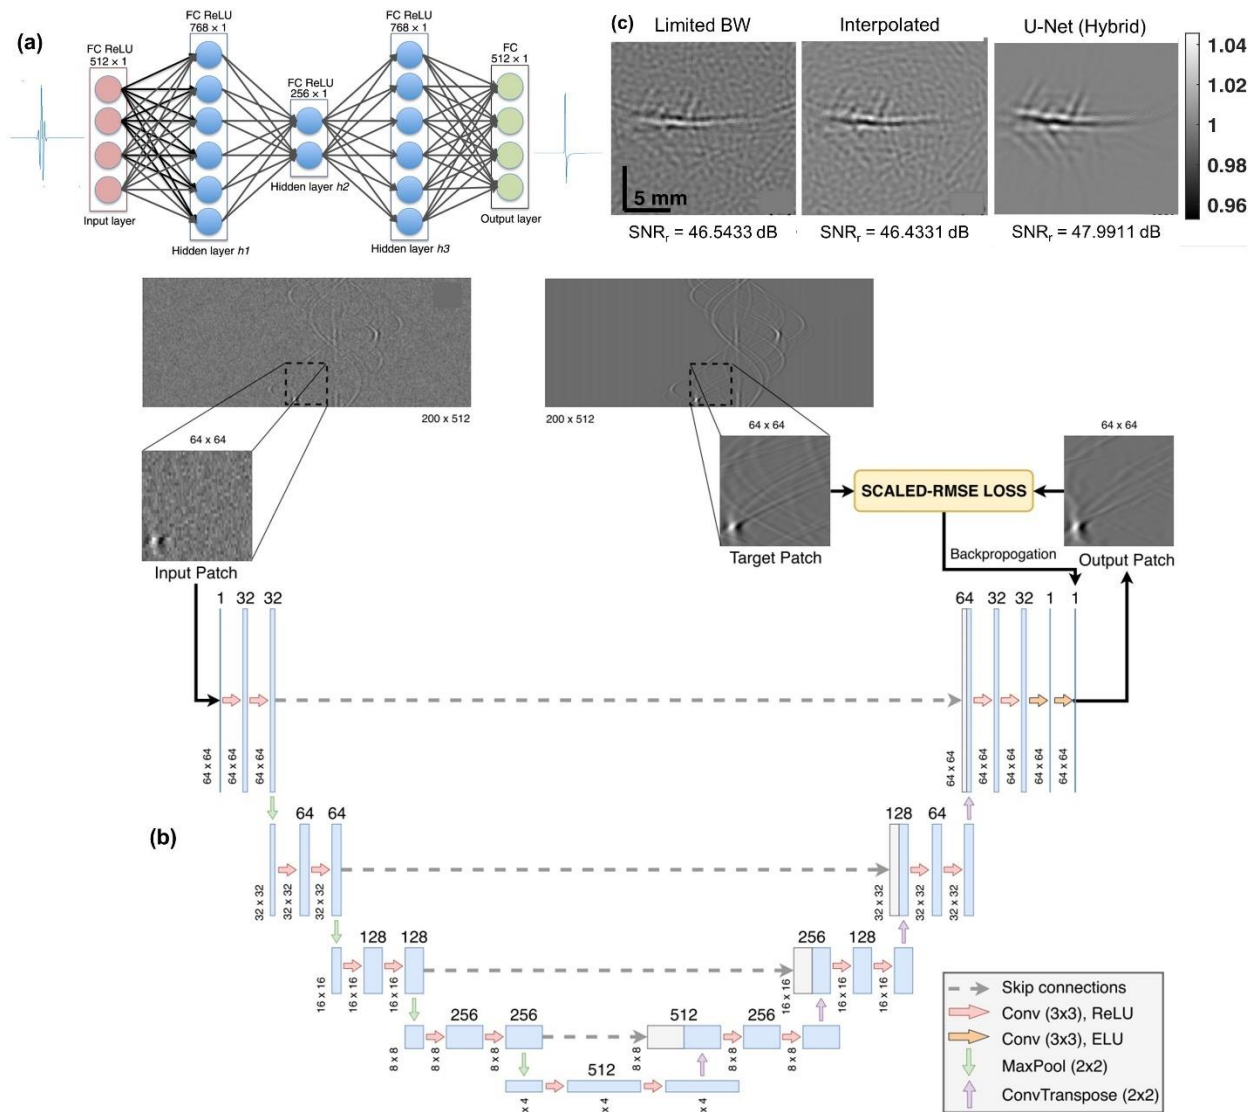 (a)
FC ReLU
512 × 1
Input layer
FC ReLU
768 × 1
Hidden layer h1
FC ReLU
256 × 1
Hidden layer h2
FC ReLU
768 × 1
Hidden layer h3
FC
512 × 1
Output layer
(c)
Limited BW
Interpolated
U-Net (Hybrid)
5 mm
SNRr = 46.5433 dB
SNRr = 46.4331 dB
SNRr = 47.9911 dB
1.04
1.02
1
0.98
0.96
200 x 512
200 x 512
64 x 64
Input Patch
64 x 64
Target Patch
SCALED-RMSE LOSS
64 x 64
Output Patch
Backpropogation
1 32 32
64 x 64
64 x 64
64 x 64
64 32 32 1 1
64 x 64
64 x 64
64 x 64
64 x 64
64 x 64
(b)
64 64
32 x 32
32 x 32
32 x 32
128 64
32 x 32
32 x 32
32 x 32
128 128
16 x 16
16 x 16
16 x 16
256 128
16 x 16
16 x 16
16 x 16
256 256
8 x 8
8 x 8
8 x 8
512 256
8 x 8
8 x 8
8 x 8
512
x 4
x 4
x 4
Skip connections
Conv (3x3), ReLU
Conv (3x3), ELU
MaxPool (2x2)
ConvTranspose (2x2)